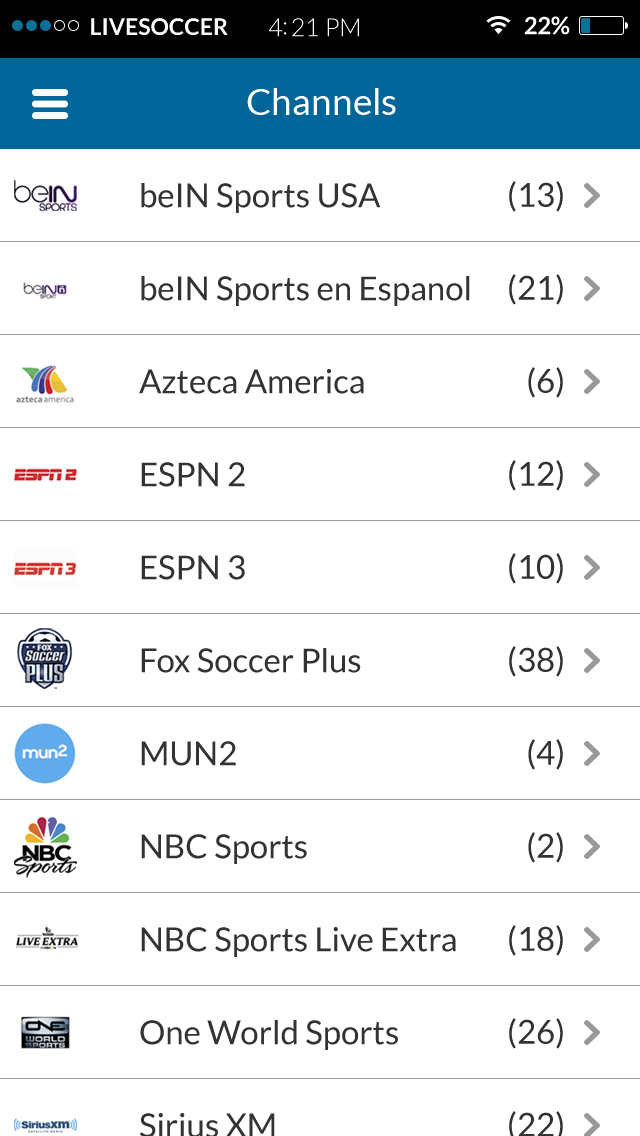 LIVESOCCER 4:21 PM 22%
Channels
beIN SPORTS beIN Sports USA (13)
beIN SPORT beIN Sports en Espanol (21)
azteca america Azteca America (6)
ESPN 2 ESPN 2 (12)
ESPN 3 ESPN 3 (10)
FOX Soccer PLUS Fox Soccer Plus (38)
mun2 MUN2 (4)
NBC Sports NBC Sports (2)
LIVE EXTRA NBC Sports Live Extra (18)
ONE WORLD SPORTS One World Sports (26)
SiriusXM SATELLITE RADIO Sirius XM (22)